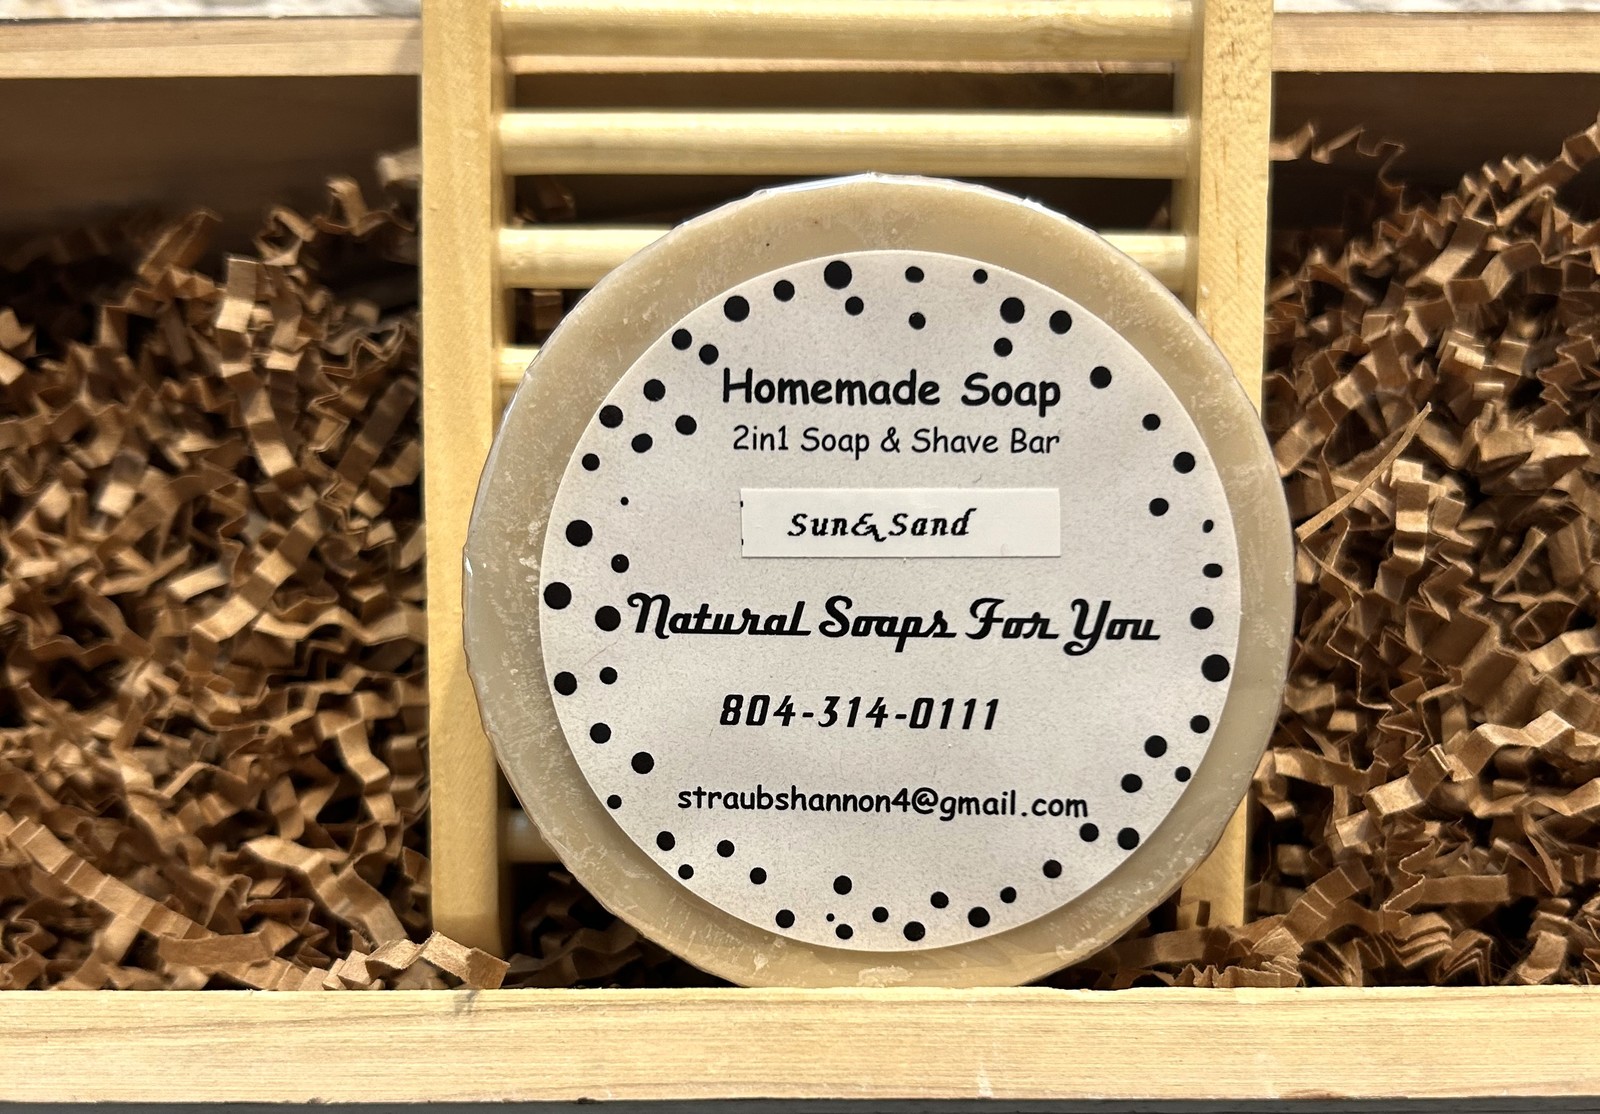 Homemade Soap
2in1 Soap & Shave Bar
Sun& Sand
Natural Soaps For You
804-314-0111
straubshannon4@gmail.com